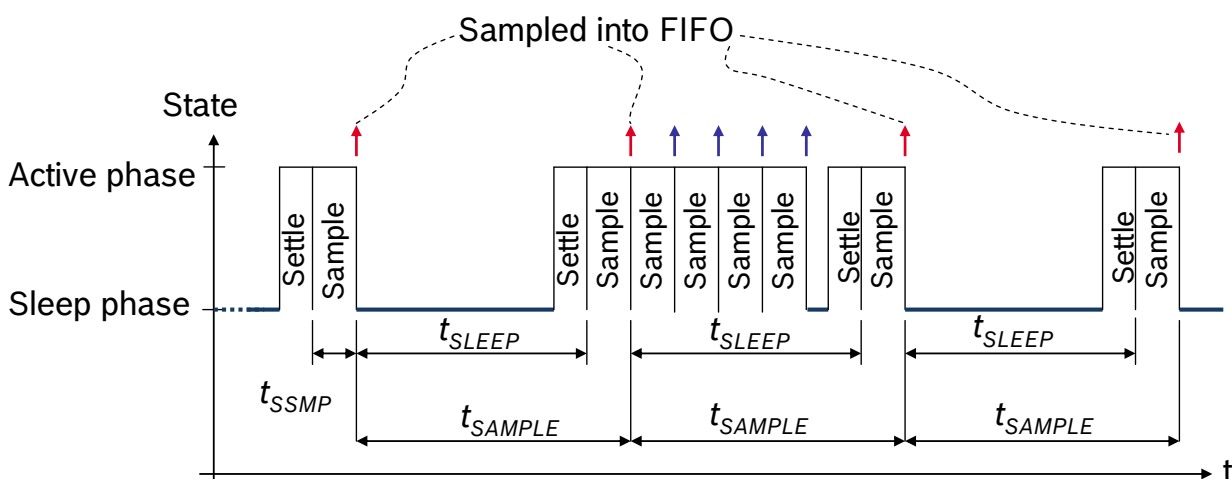 Sampled into FIFO
State
Active phase
Settle
Sample
Settle
Sample
Sample
Sample
Sample
Sample
Settle
Sample
Settle
Sample
Sleep phase
tSLEEP
tSLEEP
tSLEEP
tSSMP
tSAMPLE
tSAMPLE
tSAMPLE
t